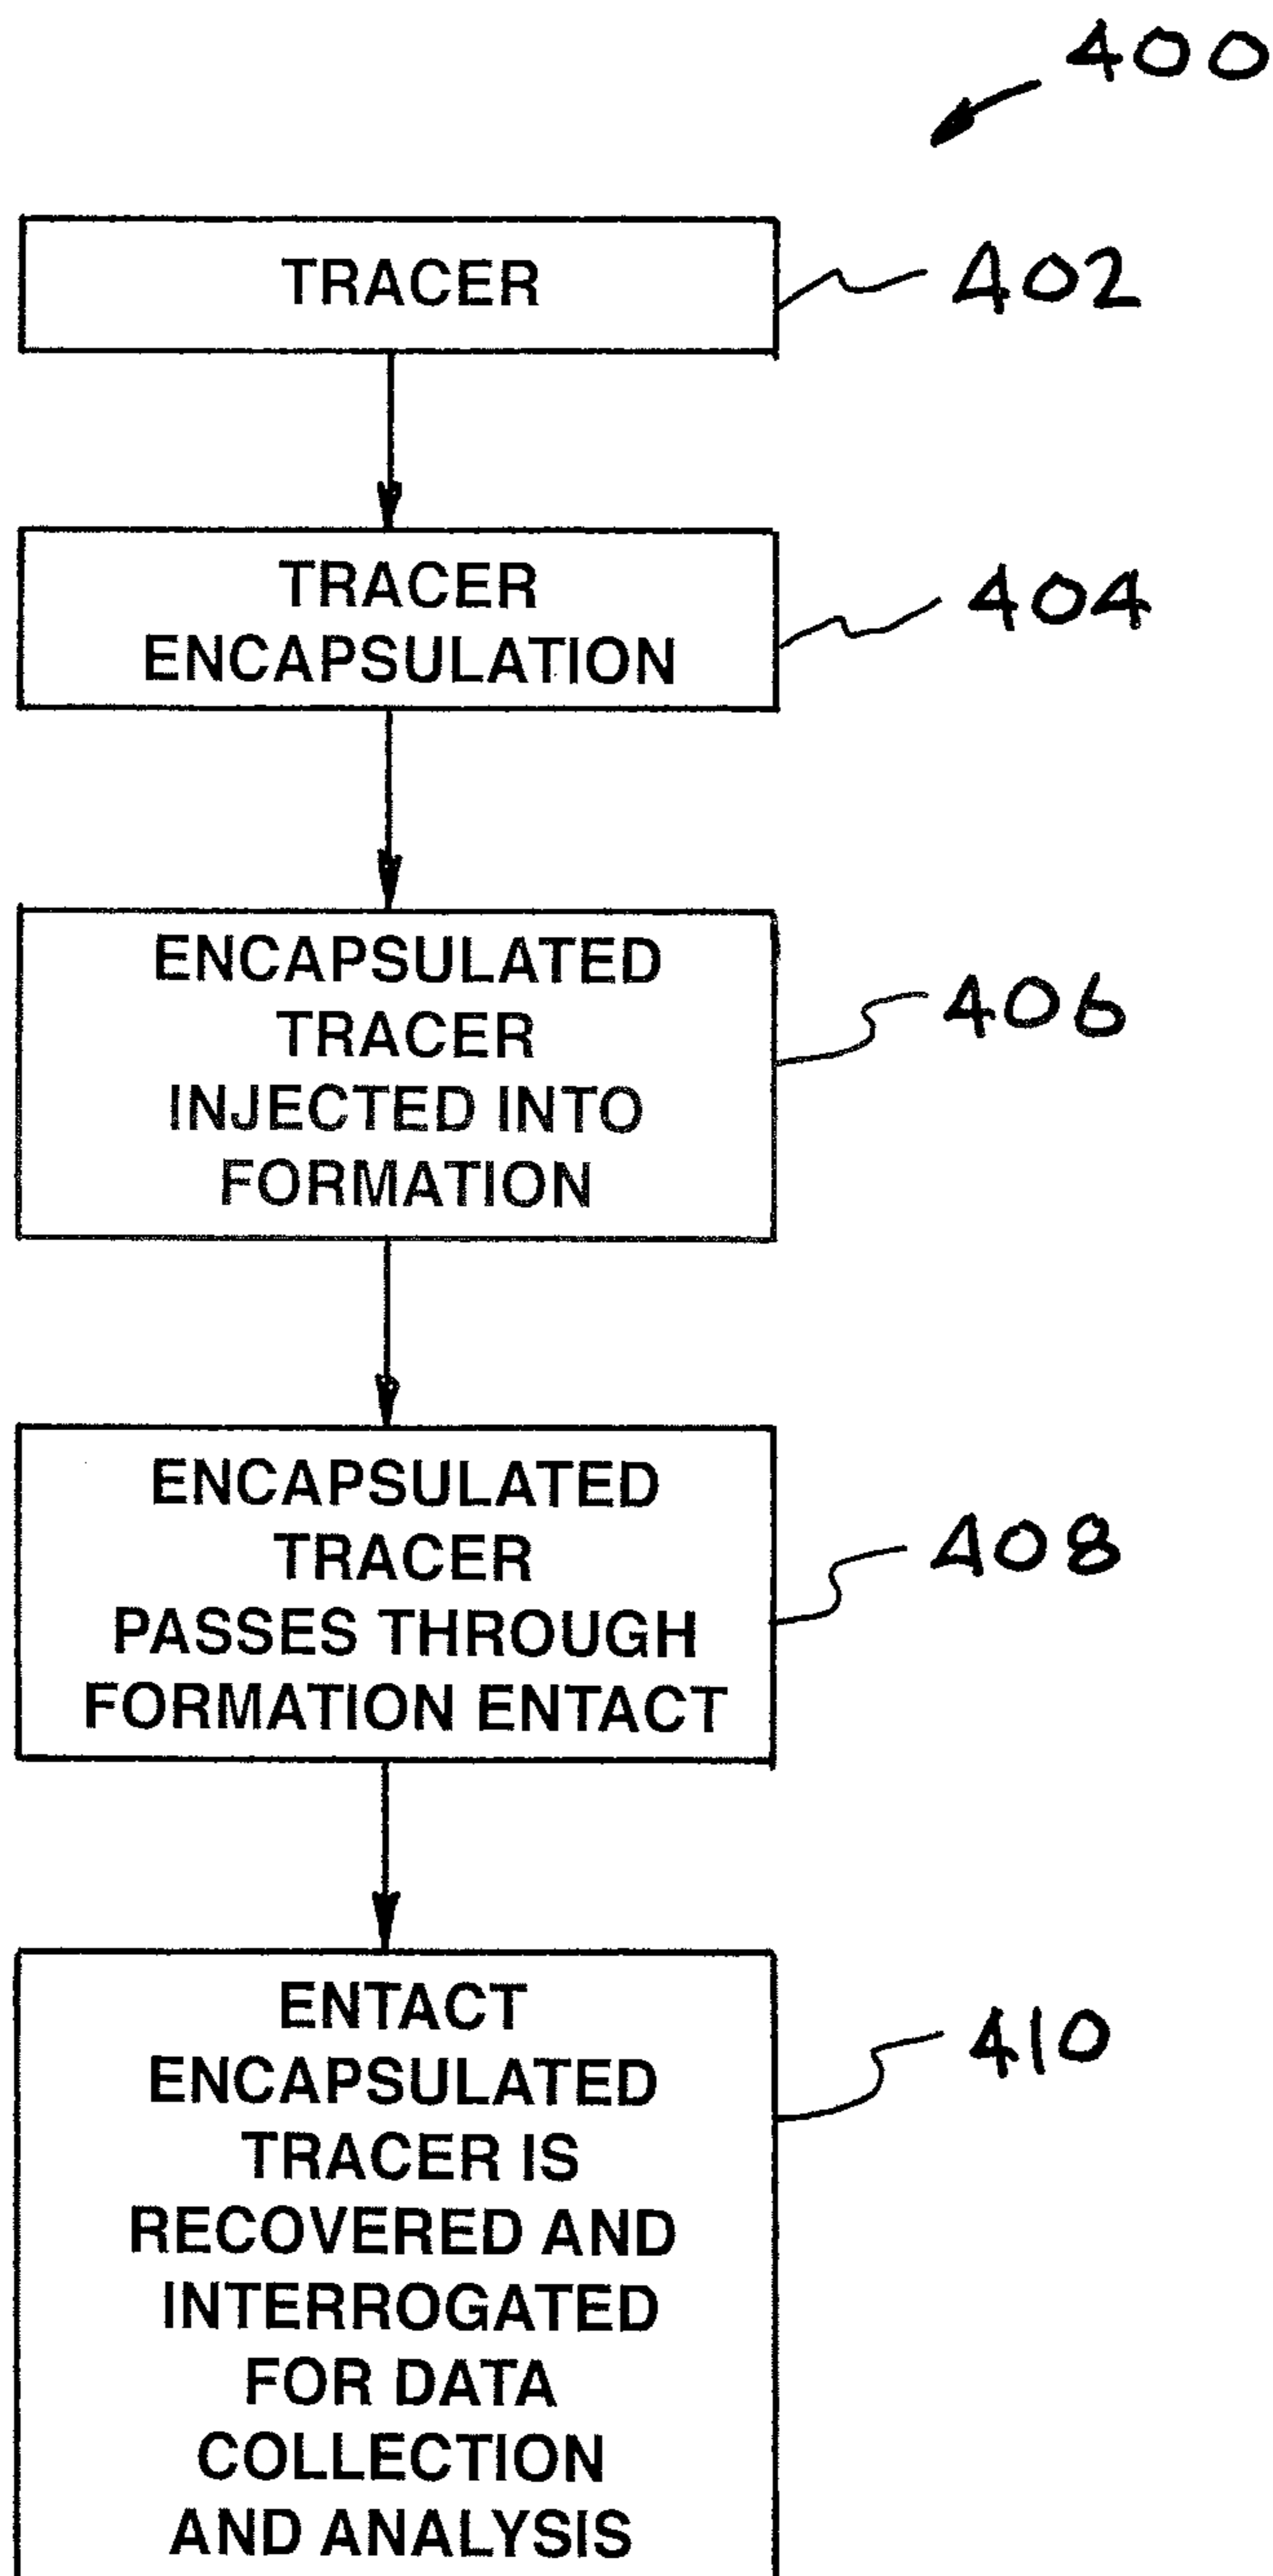 400
TRACER
402
TRACER
ENCAPSULATION
404
ENCAPSULATED
TRACER
INJECTED INTO
FORMATION
406
ENCAPSULATED
TRACER
PASSES THROUGH
FORMATION ENTACT
408
ENTACT
ENCAPSULATED
TRACER IS
RECOVERED AND
INTERROGATED
FOR DATA
COLLECTION
AND ANALYSIS
410